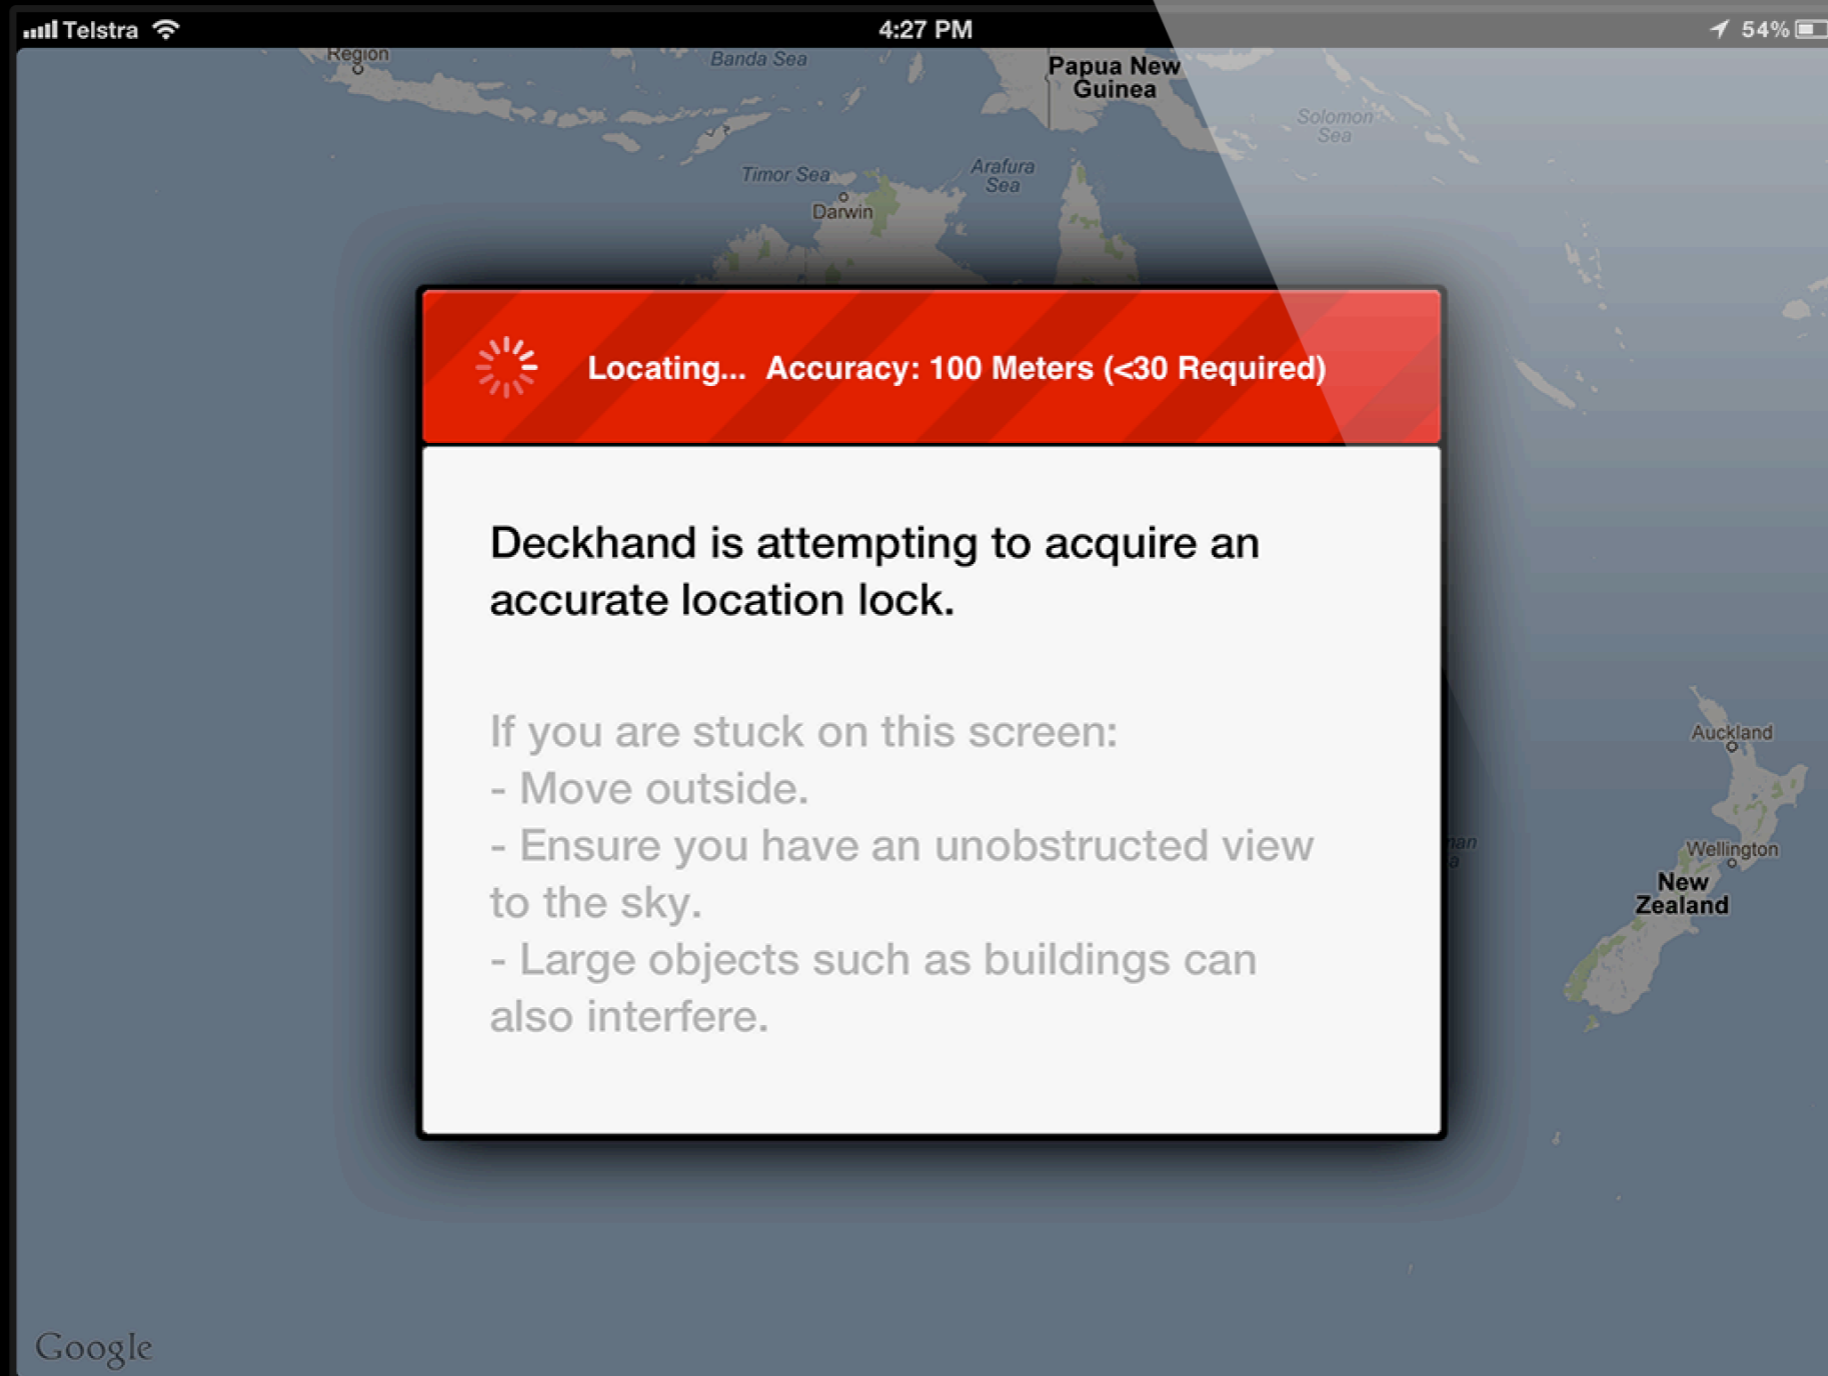 Telstra
4:27 PM
54%
Region
Banda Sea
Papua New
Guinea
Solomon
Sea
Timor Sea
Arafura
Sea
Darwin
Locating... Accuracy: 100 Meters (<30 Required)
Deckhand is attempting to acquire an
accurate location lock.
If you are stuck on this screen:
- Move outside.
- Ensure you have an unobstructed view
to the sky.
- Large objects such as buildings can
also interfere.
Auckland
Wellington
New
Zealand
Google